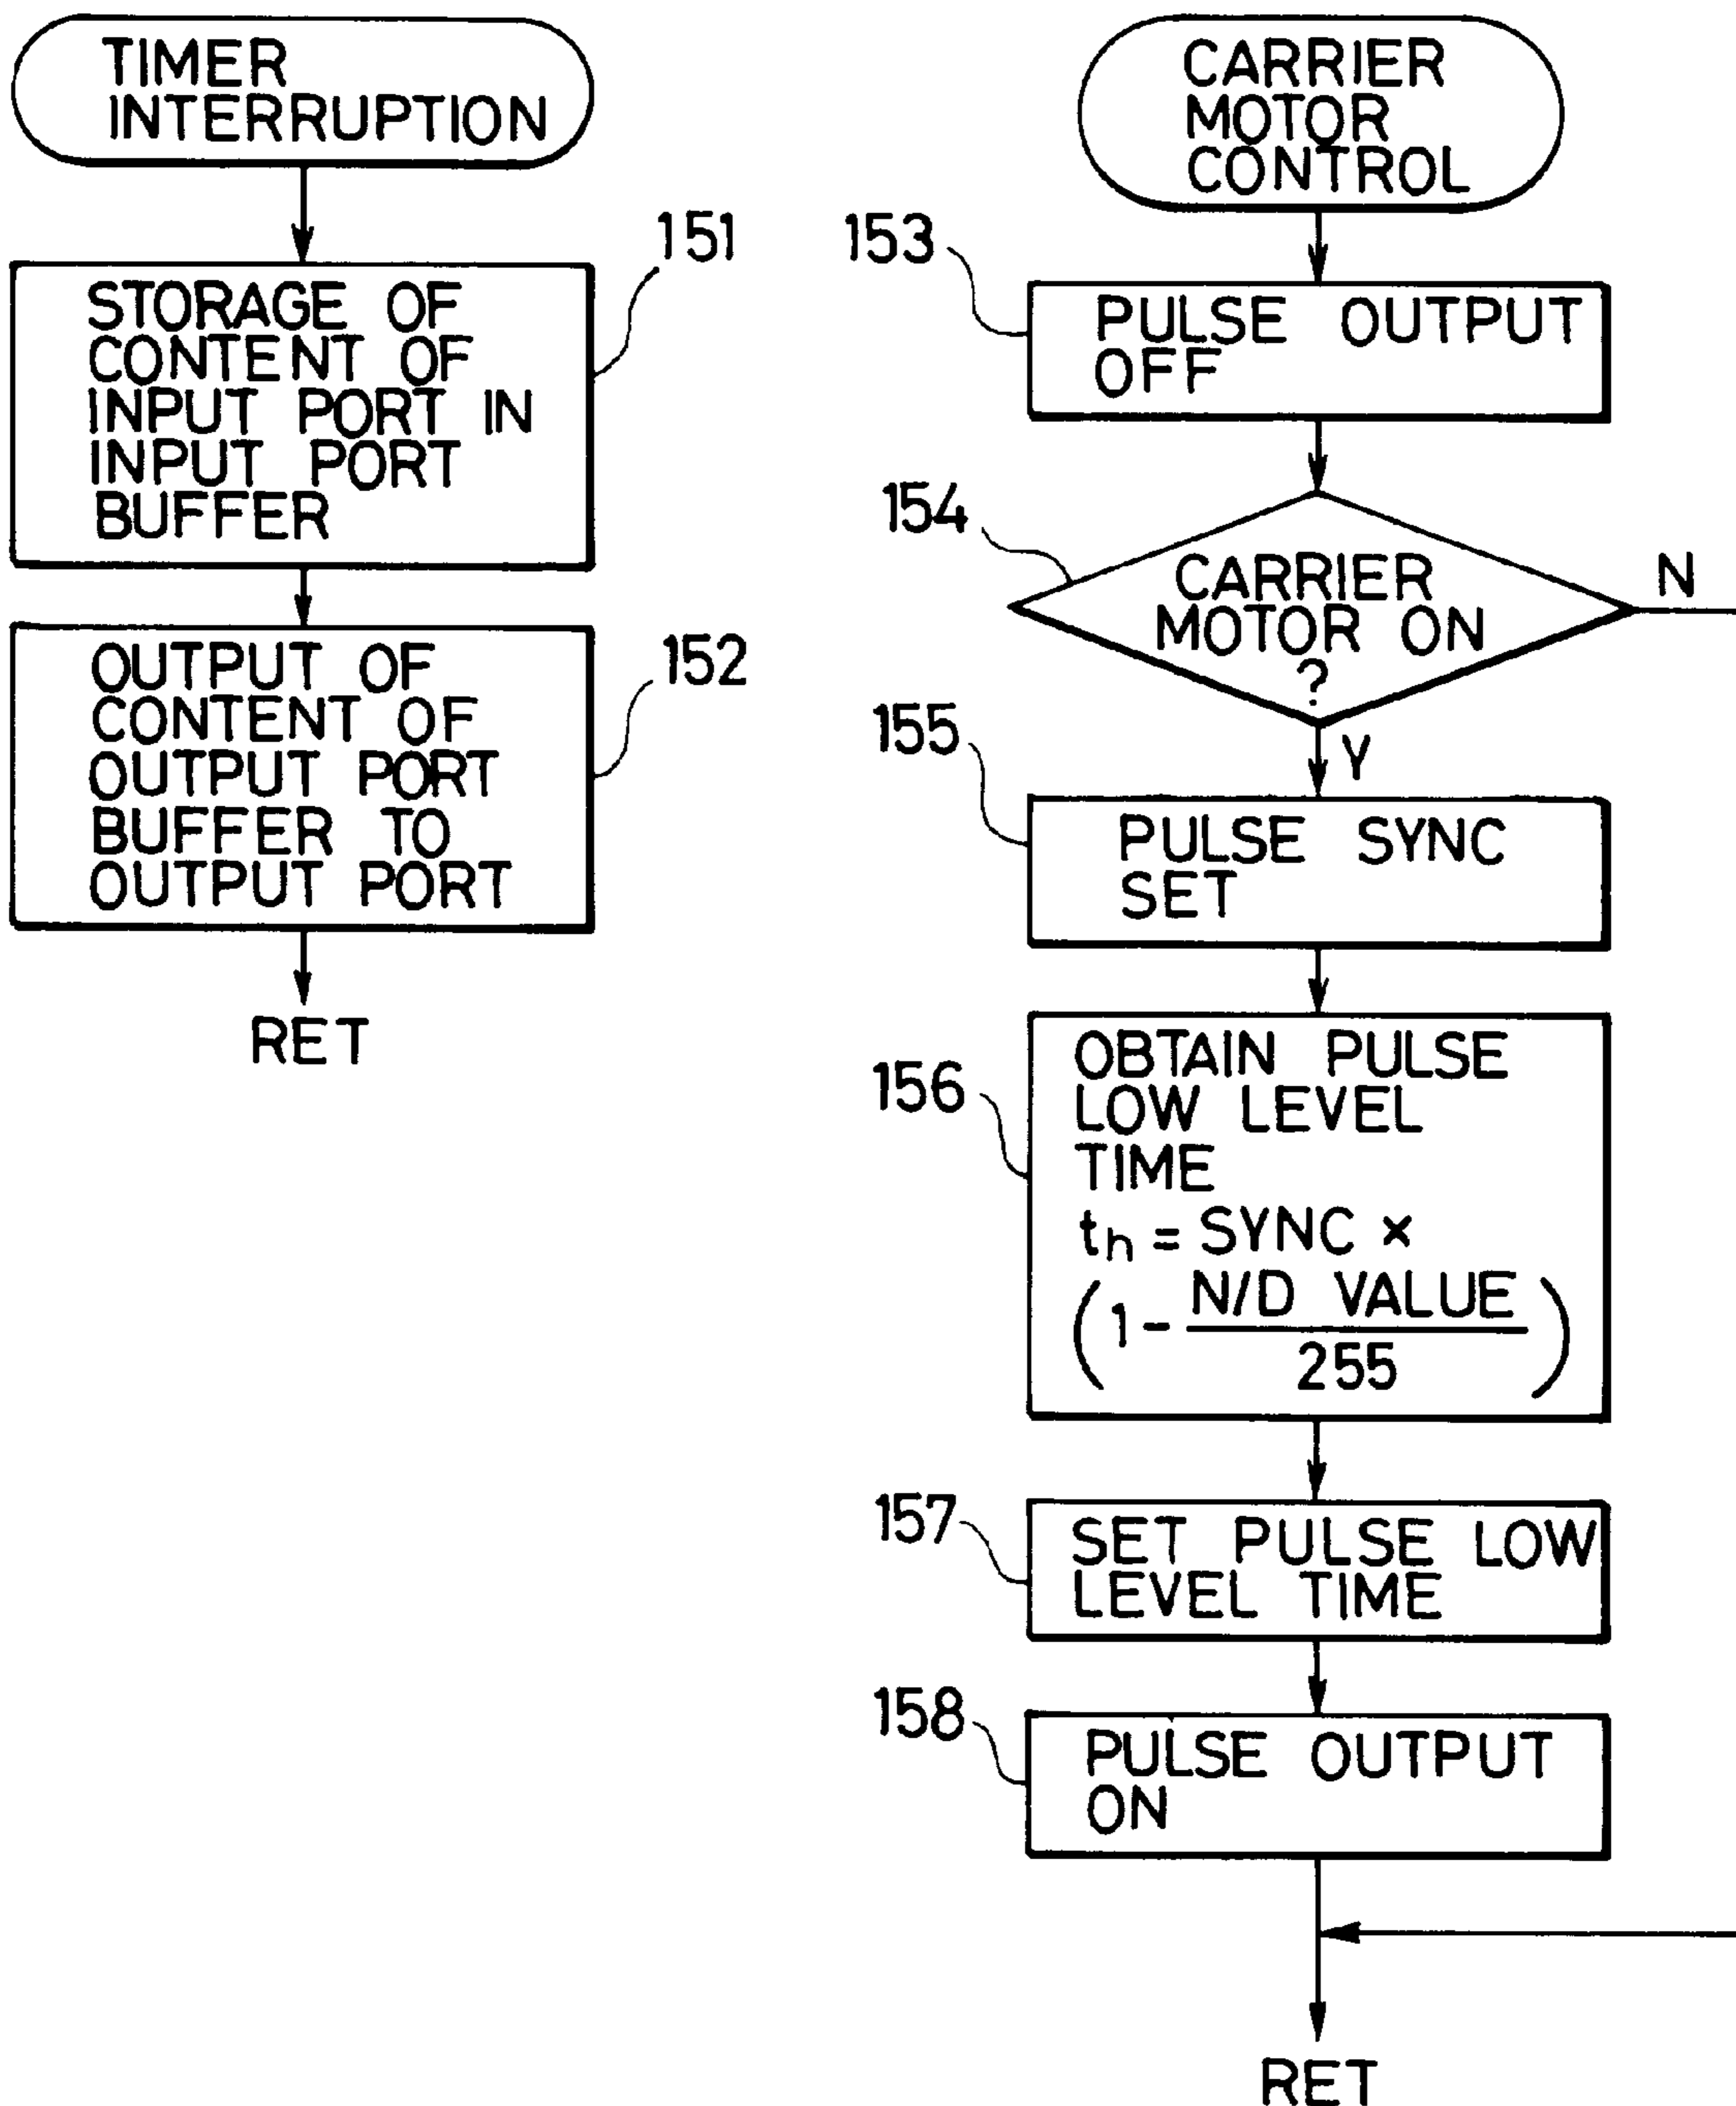 TIMER
INTERRUPTION
151
STORAGE OF
CONTENT OF
INPUT PORT IN
INPUT PORT
BUFFER
152
OUTPUT OF
CONTENT OF
OUTPUT PORT
BUFFER TO
OUTPUT PORT
RET
CARRIER
MOTOR
CONTROL
153
PULSE OUTPUT
OFF
154
CARRIER
MOTOR ON
?
N
Y
155
PULSE SYNC
SET
156
OBTAIN PULSE
LOW LEVEL
TIME
th = SYNC ×
(1 - N/D VALUE
255)
157
SET PULSE LOW
LEVEL TIME
158
PULSE OUTPUT
ON
RET